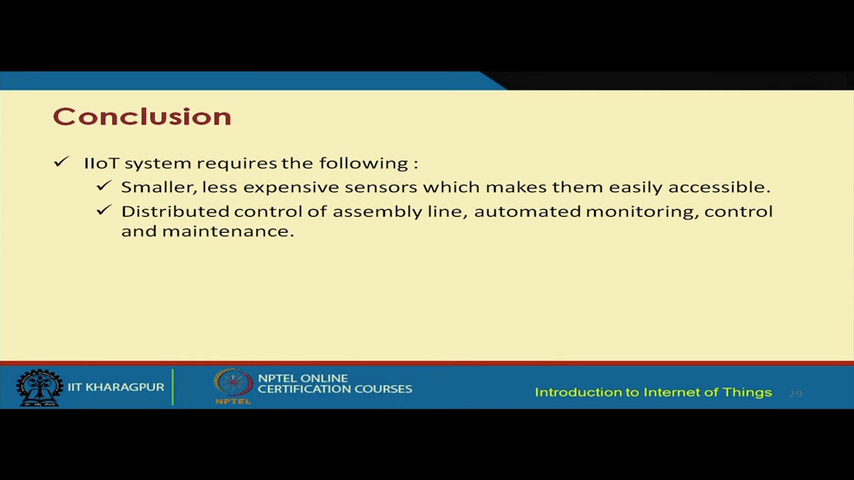 Conclusion
✓ IIoT system requires the following :
✓ Smaller, less expensive sensors which makes them easily accessible.
✓ Distributed control of assembly line, automated monitoring, control
and maintenance.
IIT KHARAGPUR
NPTEL
NPTEL ONLINE
CERTIFICATION COURSES
Introduction to Internet of Things
29